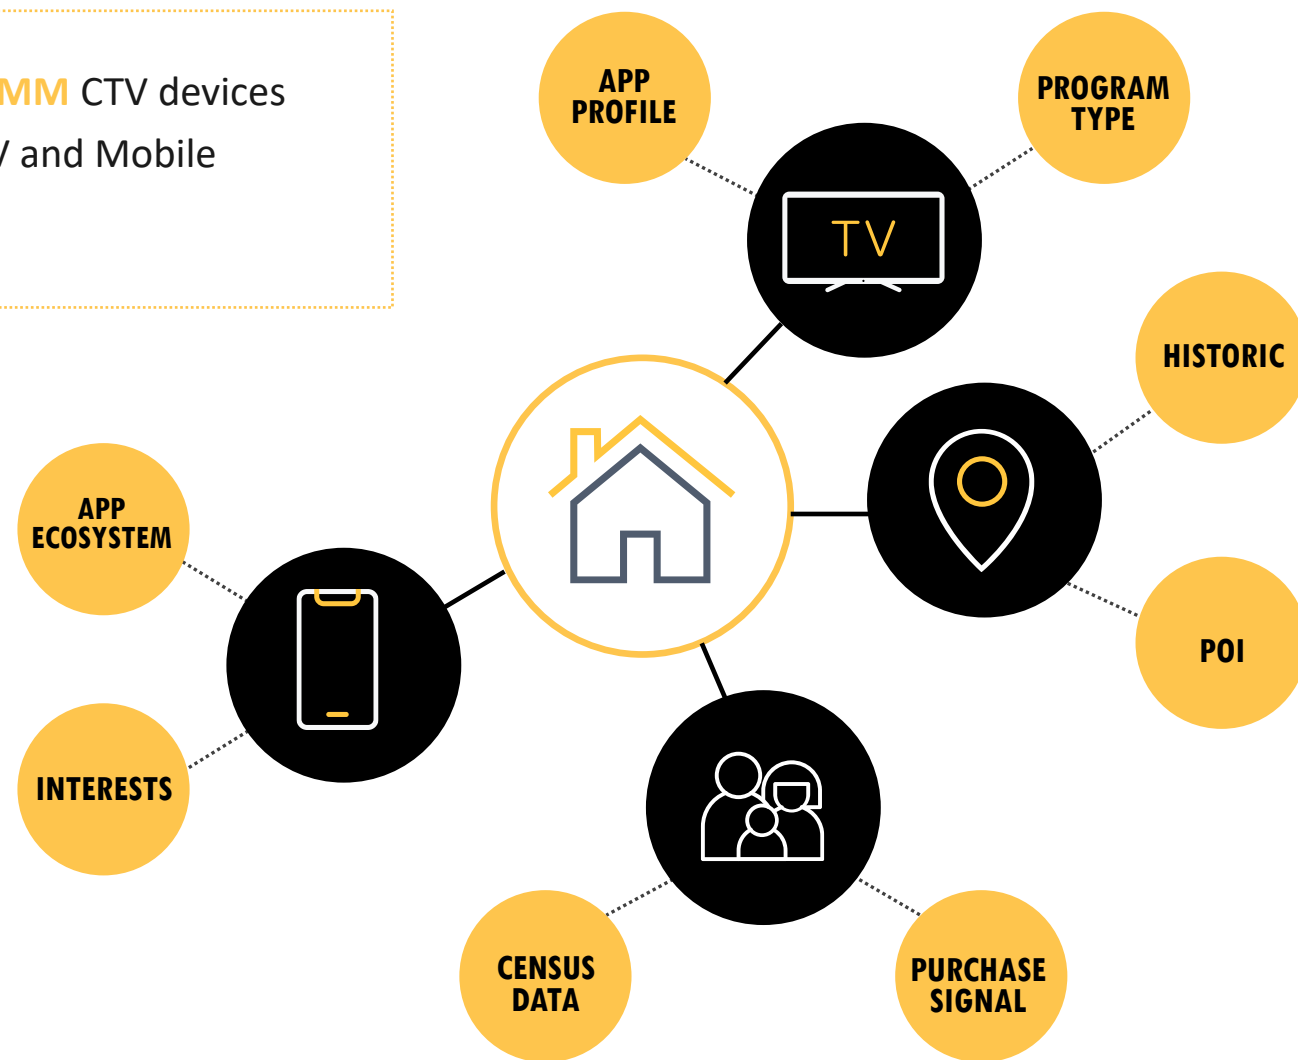 MM CTV devices
and Mobile
APP
PROFILE
PROGRAM
TYPE
TV
HISTORIC
APP
ECOSYSTEM
POI
INTERESTS
CENSUS
DATA
PURCHASE
SIGNAL